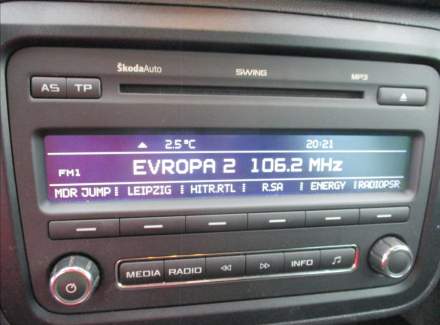 ŠkodaAuto SWING MP3
AS TP
2.5°C 20:21
FM1 EVROPA 2 106.2 MHz
MDR JUMP LEIPZIG HITR.RTL R.SA ENERGY RADIOPSR
MEDIA RADIO INFO